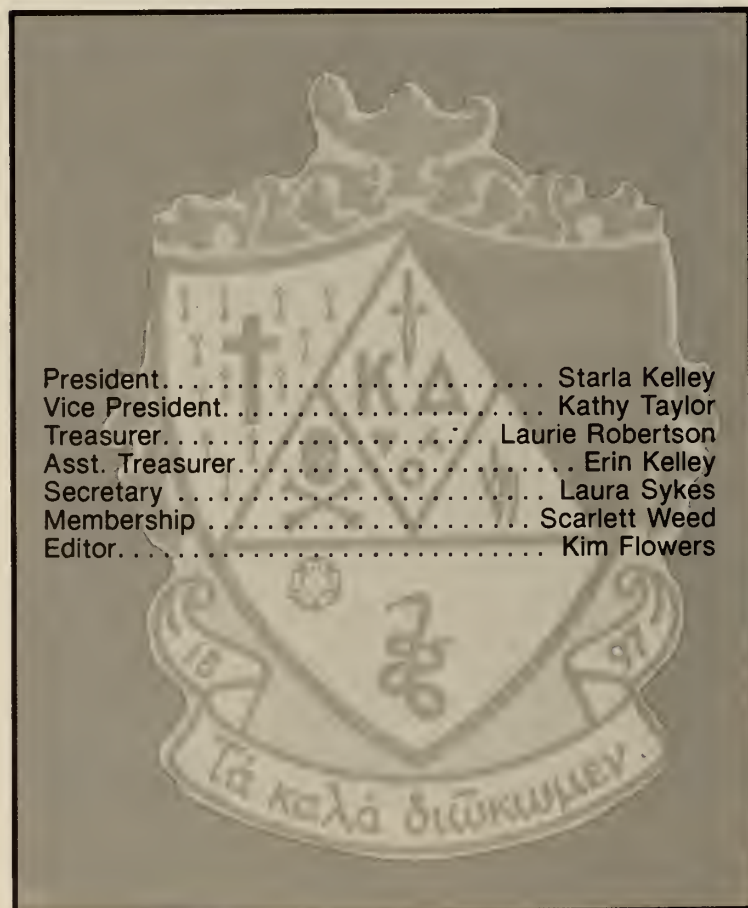 ΚΔ
President. . . . . . . . . . . . . . . . . . . . . . . . . . Starla Kelley
Vice President. . . . . . . . . . . . . . . . . . . . . . Kathy Taylor
Treasurer. . . . . . . . . . . . . . . . . . . . . Laurie Robertson
Asst. Treasurer. . . . . . . . . . . . . . . . . . . . . . . Erin Kelley
Secretary . . . . . . . . . . . . . . . . . . . . . . . . . Laura Sykes
Membership . . . . . . . . . . . . . . . . . . . . . Scarlett Weed
Editor. . . . . . . . . . . . . . . . . . . . . . . . . . . . . Kim Flowers
18 97
Τά καλά διώκωμεν